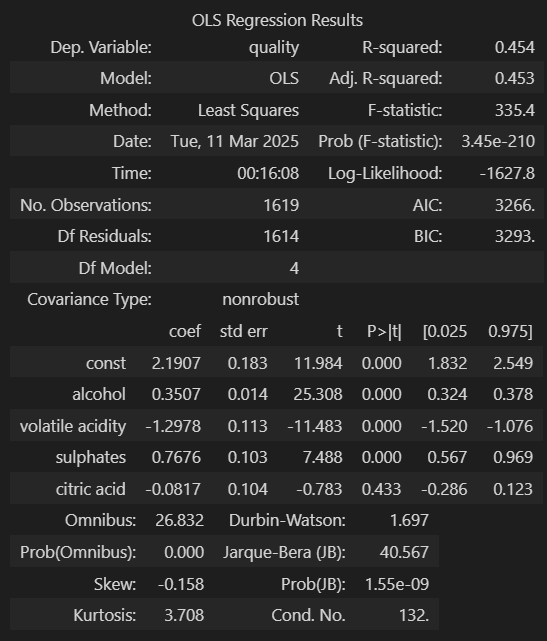 OLS Regression Results
Dep. Variable: quality R-squared: 0.454
Model: OLS Adj. R-squared: 0.453
Method: Least Squares F-statistic: 335.4
Date: Tue, 11 Mar 2025 Prob (F-statistic): 3.45e-210
Time: 00:16:08 Log-Likelihood: -1627.8
No. Observations: 1619 AIC: 3266.
Df Residuals: 1614 BIC: 3293.
Df Model: 4
Covariance Type: nonrobust
coef std err t P>|t| [0.025 0.975]
const 2.1907 0.183 11.984 0.000 1.832 2.549
alcohol 0.3507 0.014 25.308 0.000 0.324 0.378
volatile acidity -1.2978 0.113 -11.483 0.000 -1.520 -1.076
sulphates 0.7676 0.103 7.488 0.000 0.567 0.969
citric acid -0.0817 0.104 -0.783 0.433 -0.286 0.123
Omnibus: 26.832 Durbin-Watson: 1.697
Prob(Omnibus): 0.000 Jarque-Bera (JB): 40.567
Skew: -0.158 Prob(JB): 1.55e-09
Kurtosis: 3.708 Cond. No. 132.